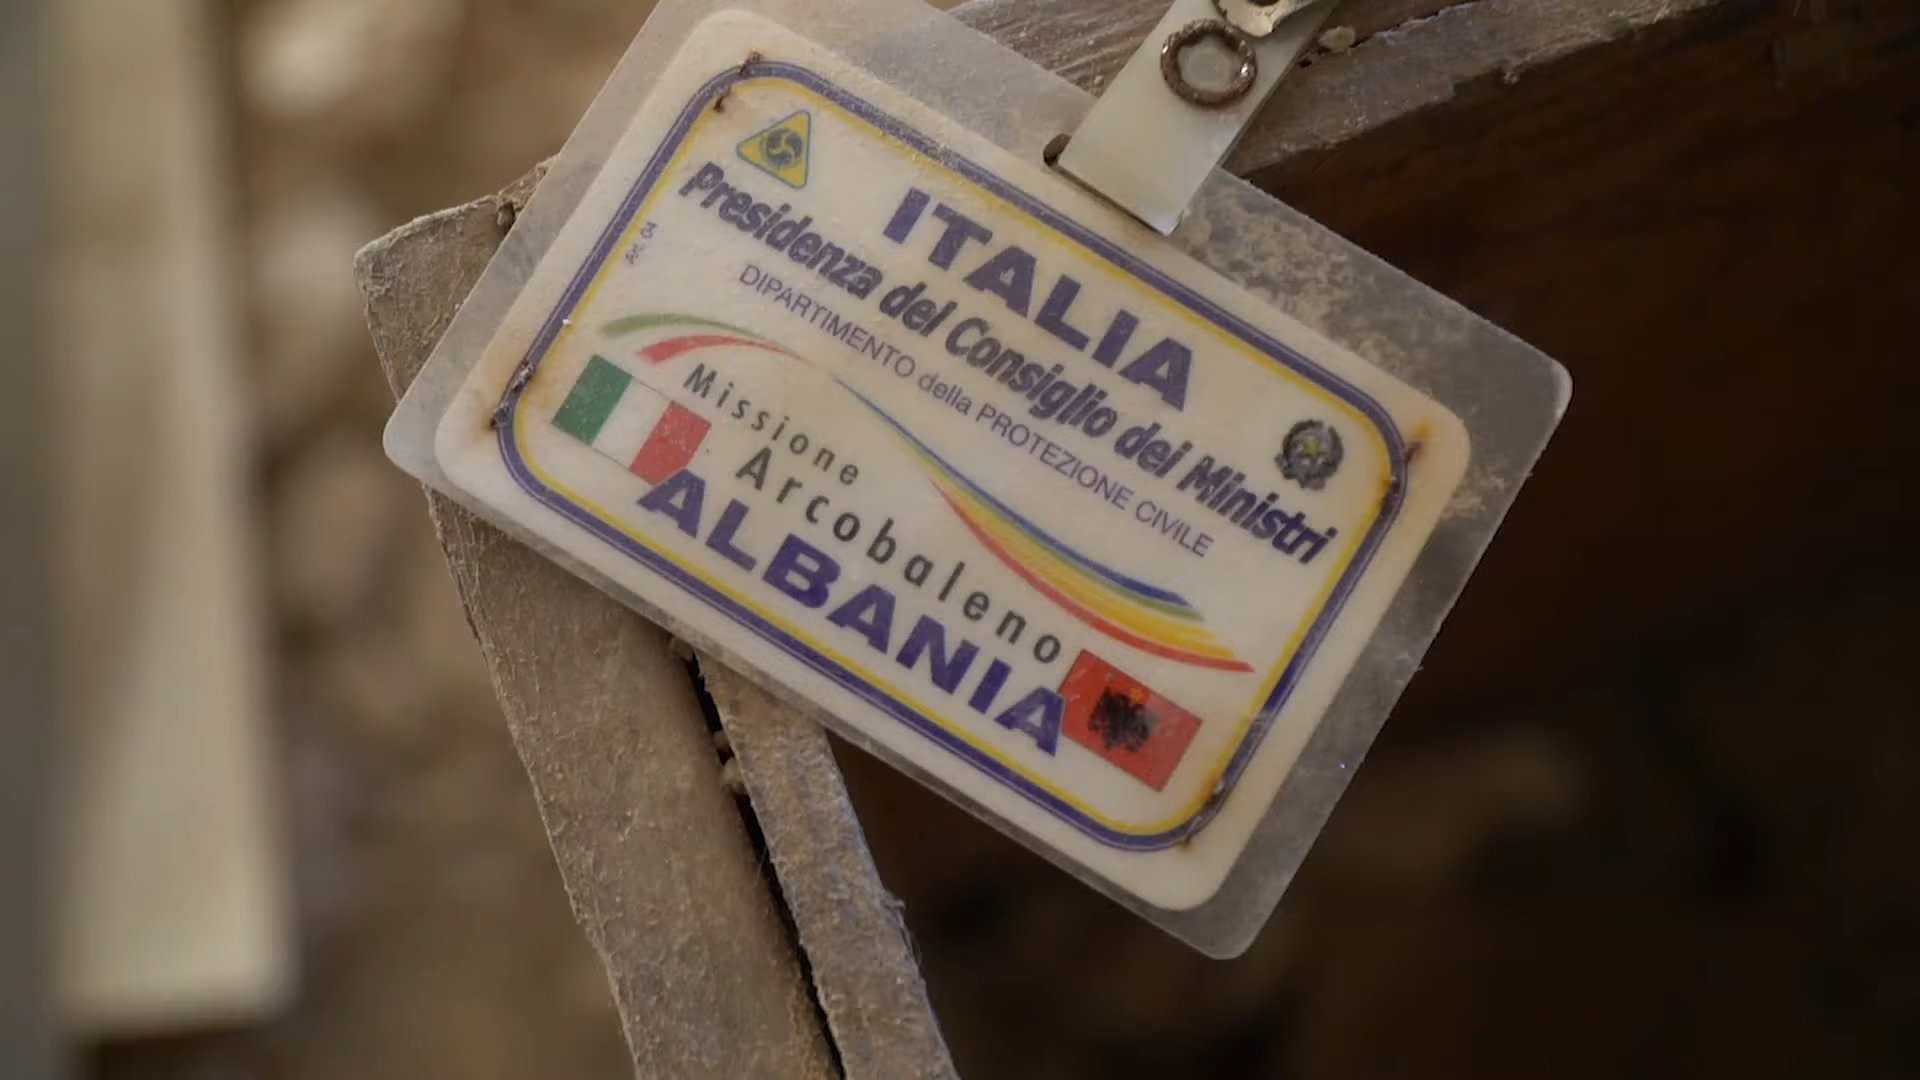 ITALIA
Presidenza del Consiglio dei Ministri
DIPARTIMENTO della PROTEZIONE CIVILE
Missione
Arcobaleno
ALBANIA